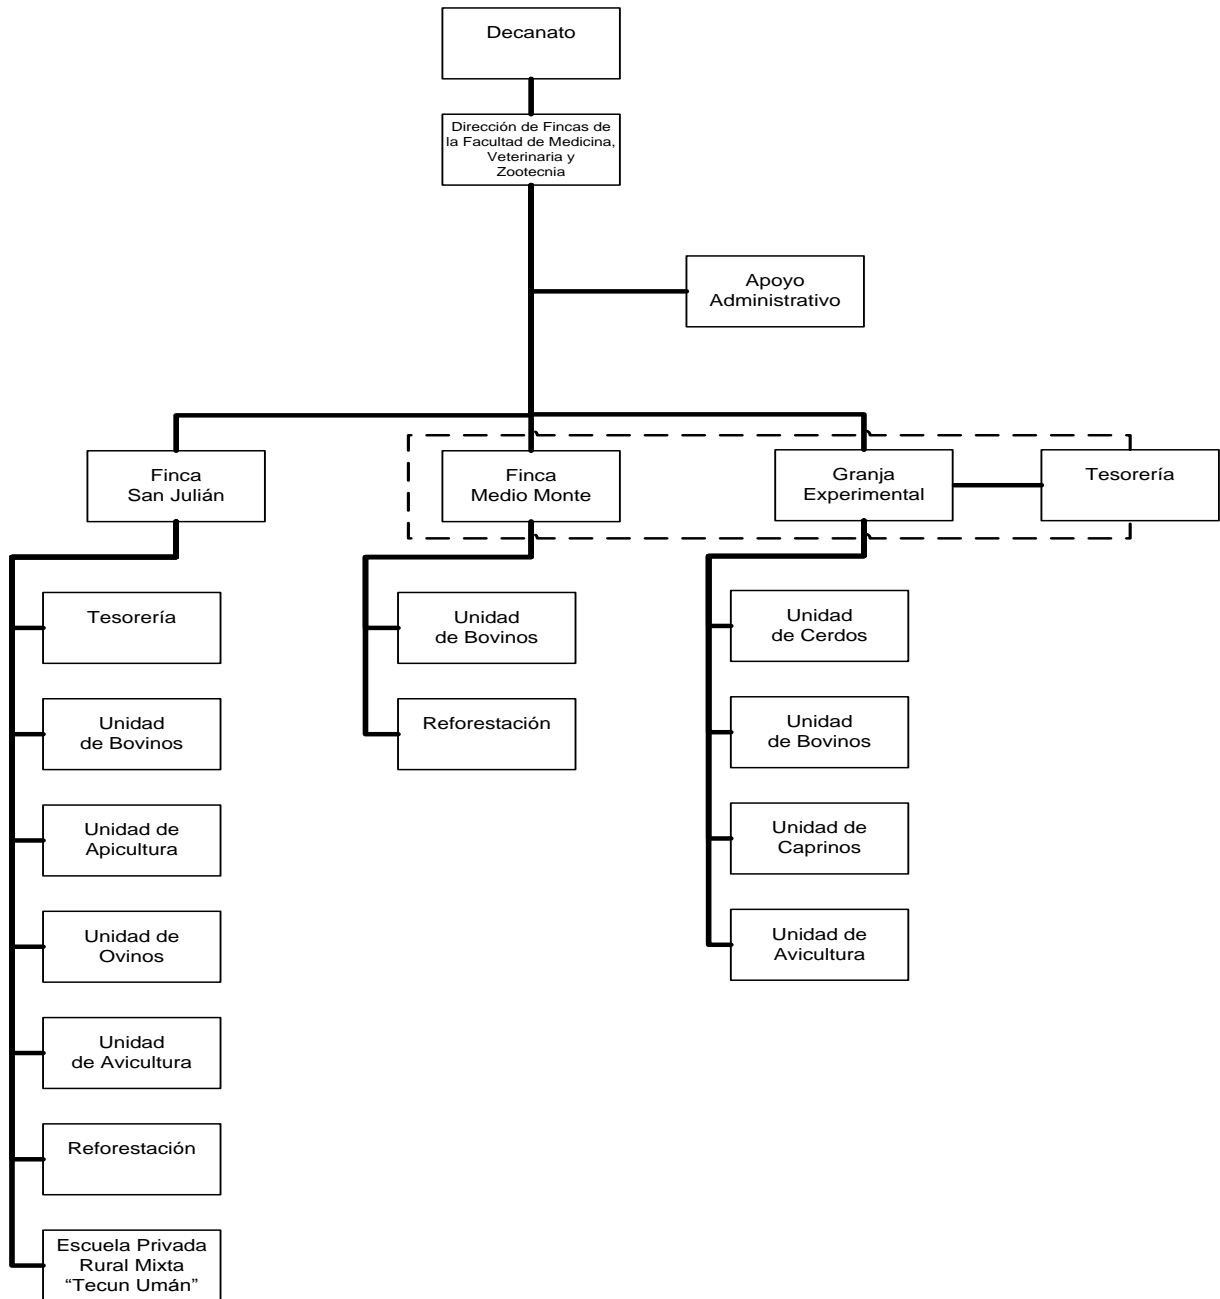 Decanato
Dirección de Fincas de
la Facultad de Medicina,
Veterinaria y
Zootecnia
Apoyo
Administrativo
Finca
San Julián
Finca
Medio Monte
Granja
Experimental
Tesorería
Tesorería
Unidad
de Bovinos
Unidad de
Apicultura
Unidad de
Ovinos
Unidad
de Avicultura
Reforestación
Escuela Privada
Rural Mixta
“Tecun Umán”
Unidad
de Bovinos
Reforestación
Unidad
de Cerdos
Unidad
de Bovinos
Unidad de
Caprinos
Unidad de
Avicultura